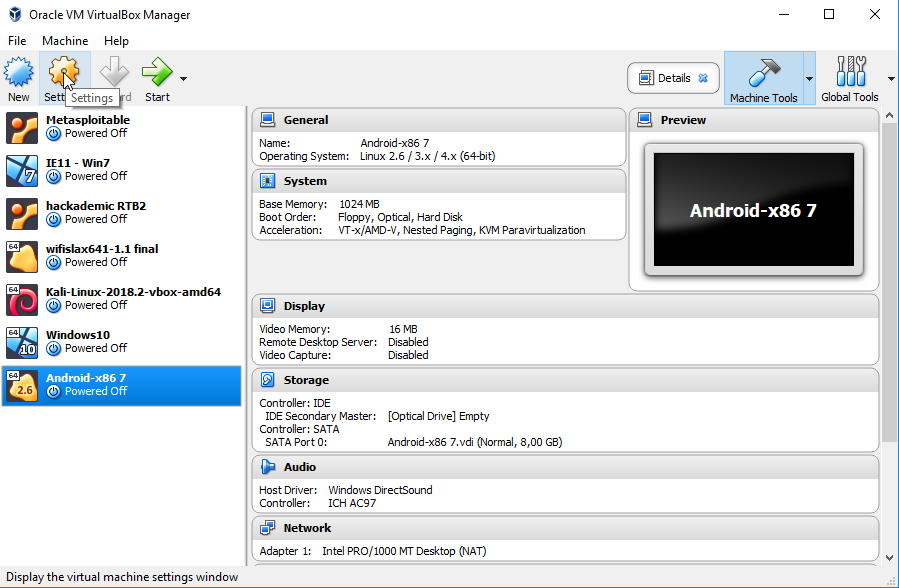 Oracle VM VirtualBox Manager
File Machine Help
New
Start
Settings
Details
Machine Tools
Global Tools
Metasploitable
Powered Off
IE11 - Win7
Powered Off
hackademic RTB2
Powered Off
64
wifislax641-1.1 final
Powered Off
64
Kali-Linux-2018.2-vbox-amd64
Powered Off
64
10
Windows10
Powered Off
64
2.6
Android-x86 7
Powered Off
General
Name: Android-x86 7
Operating System: Linux 2.6 / 3.x / 4.x (64-bit)
System
Base Memory: 1024 MB
Boot Order: Floppy, Optical, Hard Disk
Acceleration: VT-x/AMD-V, Nested Paging, KVM Paravirtualization
Preview
Android-x86 7
Display
Video Memory: 16 MB
Remote Desktop Server: Disabled
Video Capture: Disabled
Storage
Controller: IDE
IDE Secondary Master: [Optical Drive] Empty
Controller: SATA
SATA Port 0: Android-x86 7.vdi (Normal, 8,00 GB)
Audio
Host Driver: Windows DirectSound
Controller: ICH AC97
Network
Adapter 1: Intel PRO/1000 MT Desktop (NAT)
Display the virtual machine settings window